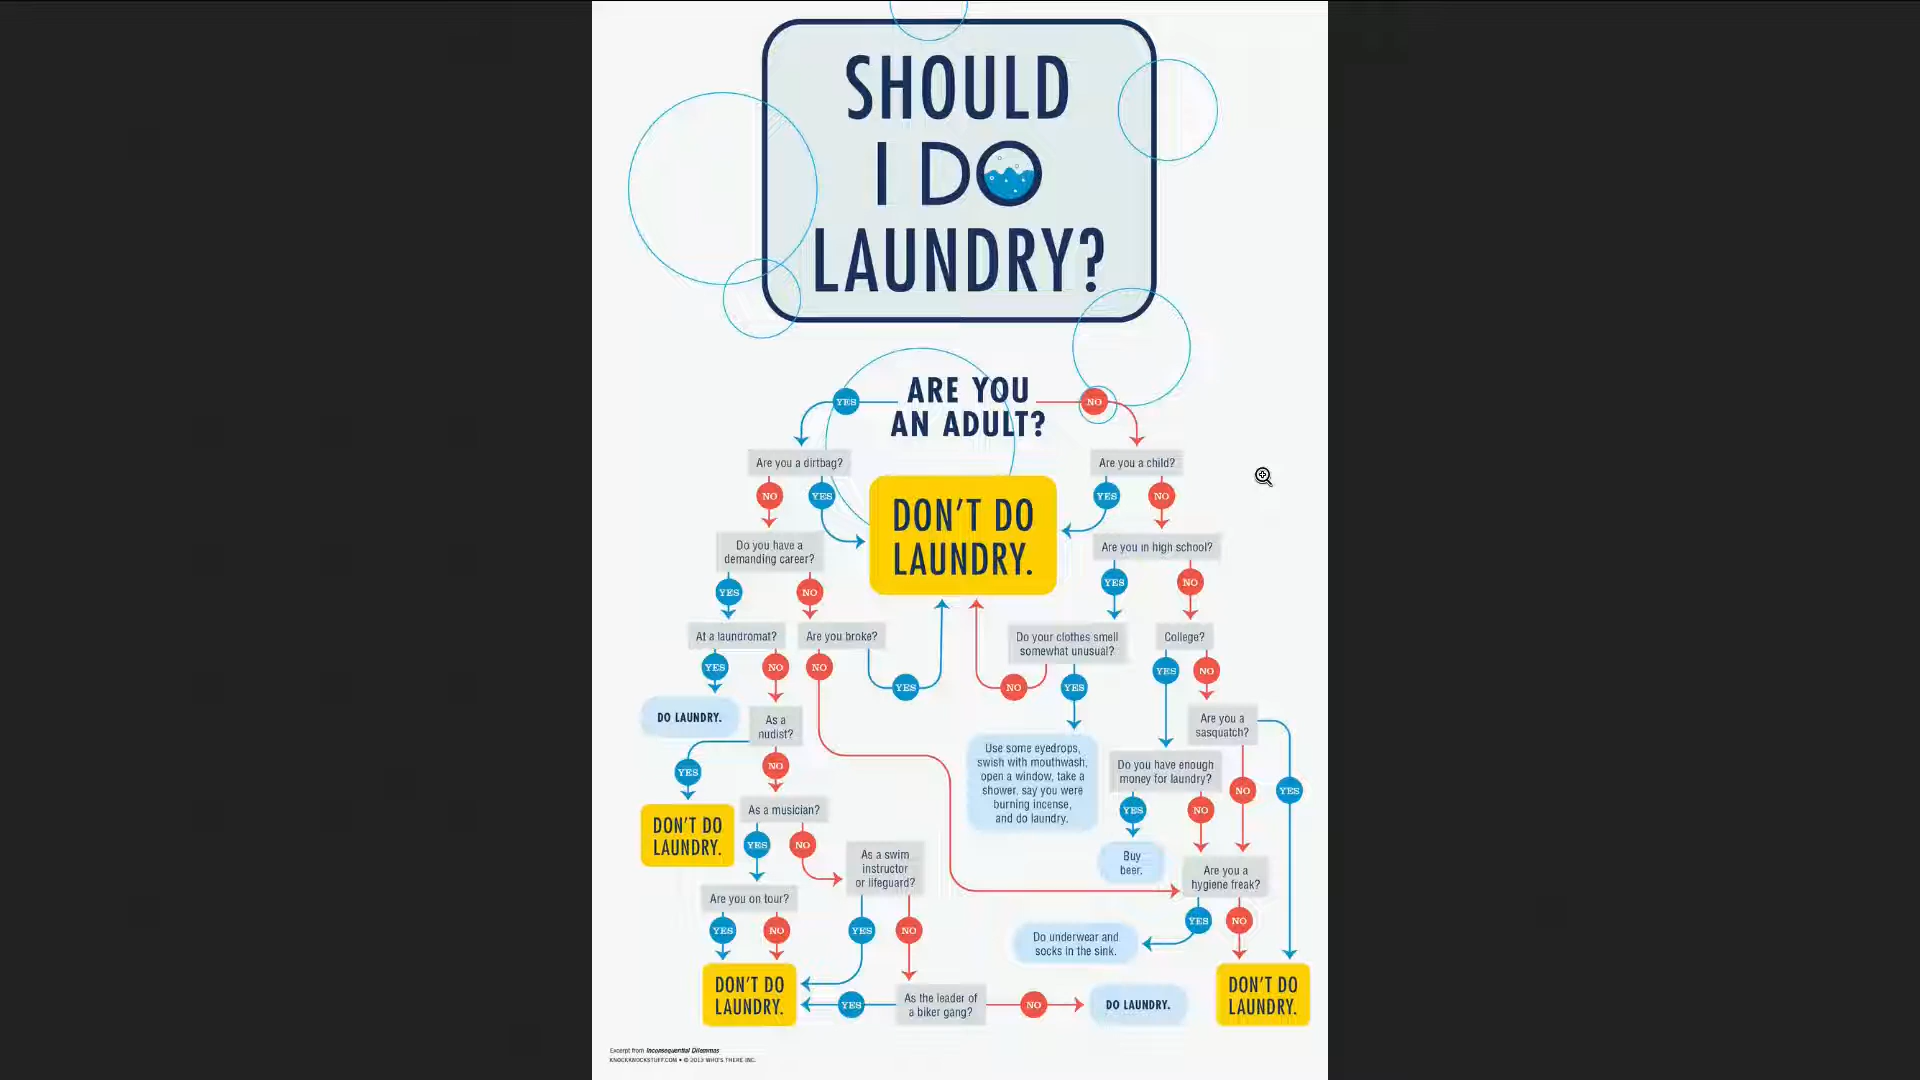 SHOULD
I DO
LAUNDRY?
ARE YOU
AN ADULT?
YES
NO
Are you a dirtbag?
Are you a child?
NO
YES
YES
NO
DON'T DO
LAUNDRY.
Do you have a
demanding career?
Are you in high school?
YES
NO
YES
NO
At a laundromat?
Are you broke?
Do your clothes smell
somewhat unusual?
College?
YES
NO
NO
YES
NO
YES
YES
NO
DO LAUNDRY.
As a
nudist?
Are you a
sasquatch?
YES
NO
Use some eyedrops,
swish with mouthwash,
open a window, take a
shower, say you were
burning incense,
and do laundry.
Do you have enough
money for laundry?
NO
YES
YES
NO
DON'T DO
LAUNDRY.
As a musician?
YES
NO
As a swim
instructor
or lifeguard?
Buy
beer.
Are you a
hygiene freak?
Are you on tour?
YES
NO
YES
NO
YES
NO
Do underwear and
socks in the sink.
DON'T DO
LAUNDRY.
YES
As the leader of
a biker gang?
NO
DO LAUNDRY.
DON'T DO
LAUNDRY.
Excerpt from Inconsequential Dilemmas
KNOCKKNOCKSTUFF.COM • © 2013 WHO'S THERE INC.